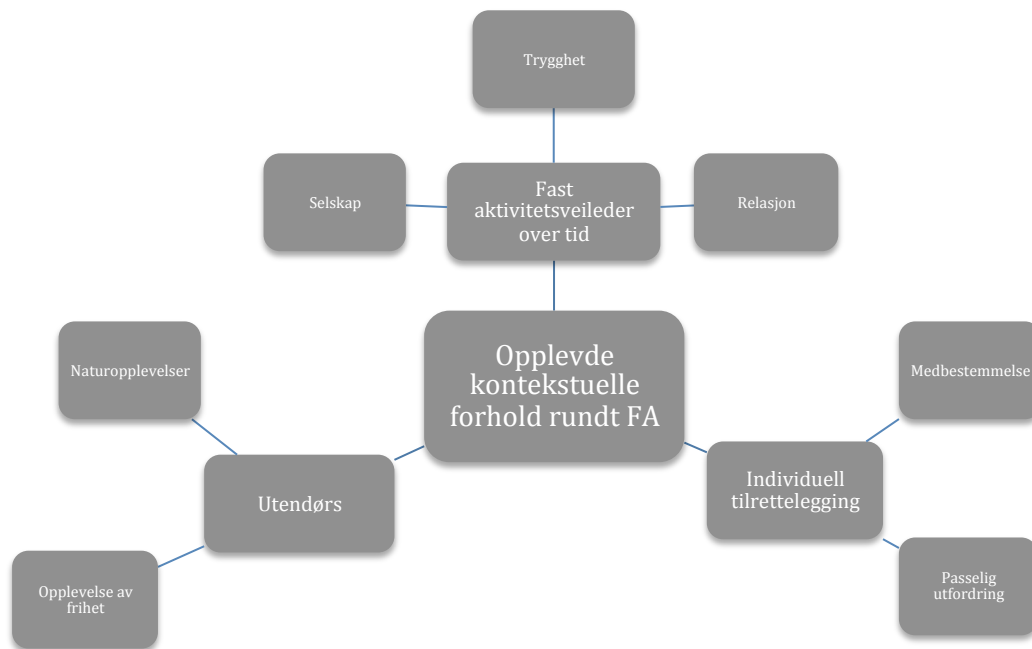 Trygghet
Selskap
Fast
aktivitetsveileder
over tid
Relasjon
Opplevde
kontekstuelle
forhold rundt FA
Naturopplevelser
Medbestemmelse
Utendørs
Individuell
tilrettelegging
Opplevelse av
frihet
Passelig
utfordring